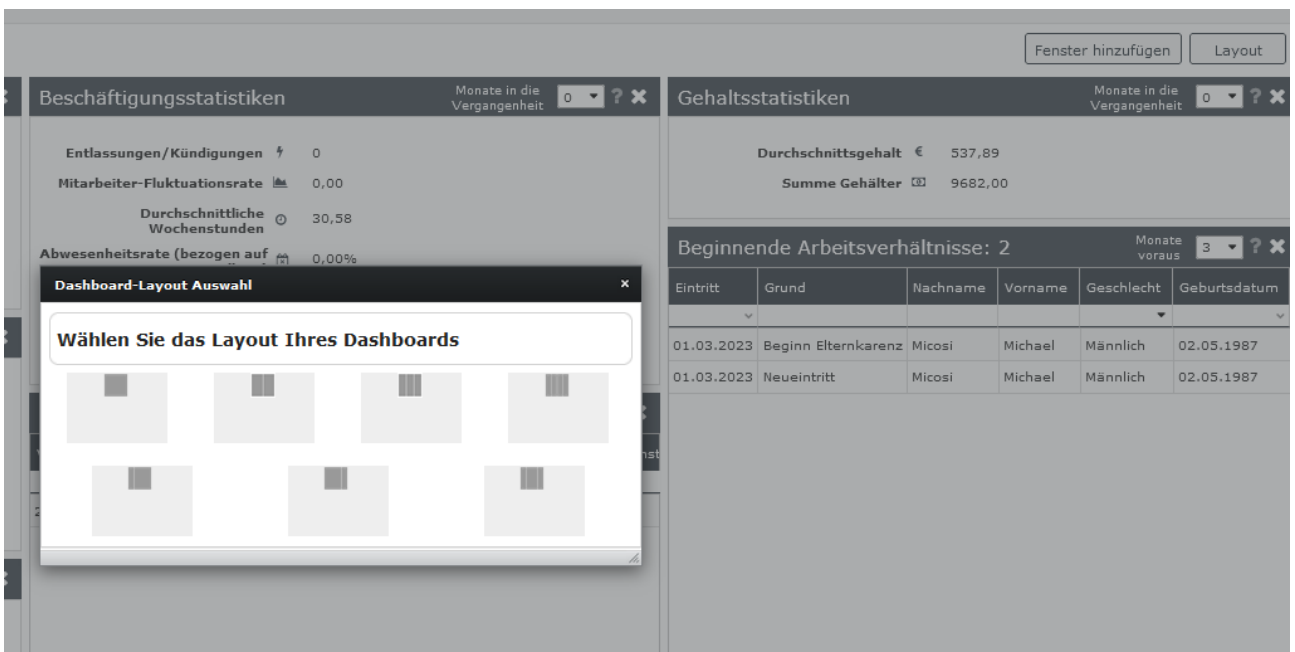 Fenster hinzufügen
Layout
Beschäftigungsstatistiken
Monate in die
Vergangenheit
0
?
Entlassungen/Kündigungen 0
Mitarbeiter-Fluktuationsrate 0,00
Durchschnittliche
Wochenstunden
30,58
Abwesenheitsrate (bezogen auf
0,00%
Gehaltsstatistiken
Monate in die
Vergangenheit
0
?
Durchschnittsgehalt € 537,89
Summe Gehälter 9682,00
Beginnende Arbeitsverhältnisse: 2
Monate
voraus
3
?
Eintritt Grund Nachname Vorname Geschlecht Geburtsdatum
01.03.2023 Beginn Elternkarenz Micosi Michael Männlich 02.05.1987
01.03.2023 Neueintritt Micosi Michael Männlich 02.05.1987
Dashboard-Layout Auswahl
Wählen Sie das Layout Ihres Dashboards